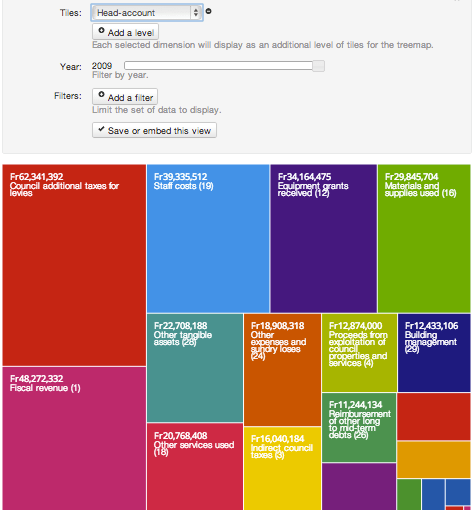 Tiles:
Head-account
Add a level
Each selected dimension will display as an additional level of tiles for the treemap.
Year:
2009
Filter by year.
Filters:
Add a filter
Limit the set of data to display.
Save or embed this view
Fr62,341,392
Council additional taxes for
levies
Fr39,335,512
Staff costs (19)
Fr34,164,475
Equipment grants
received (12)
Fr29,845,704
Materials and
supplies used (16)
Fr22,708,188
Other tangible
assets (28)
Fr18,908,318
Other
expenses and
sundry loses
(24)
Fr12,874,000
Proceeds from
exploitation of
council
properties and
services (4)
Fr12,433,106
Building
management
(29)
Fr48,272,332
Fiscal revenue (1)
Fr11,244,134
Reimbursement
of other long
to mid-term
debts (26)
Fr20,768,408
Other services used
(18)
Fr16,040,184
Indirect council
taxes (3)